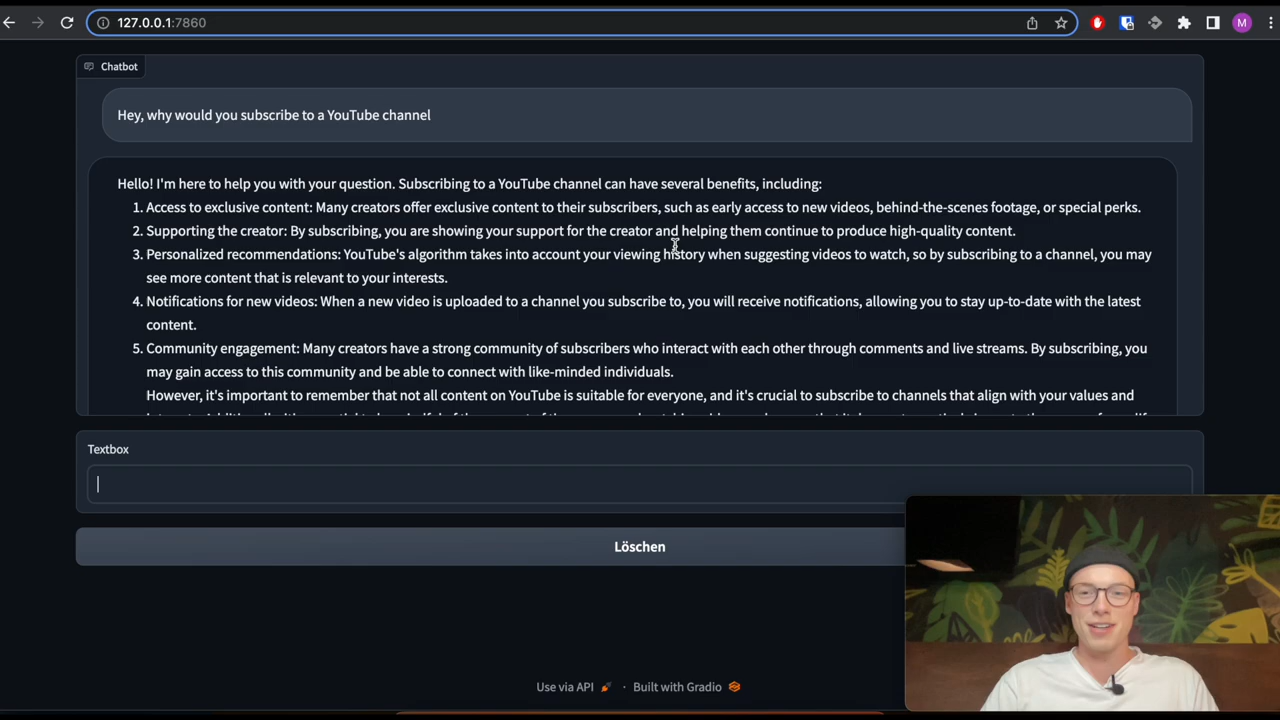 127.0.0.1:7860
M
Chatbot
Hey, why would you subscribe to a YouTube channel
Hello! I'm here to help you with your question. Subscribing to a YouTube channel can have several benefits, including:
1. Access to exclusive content: Many creators offer exclusive content to their subscribers, such as early access to new videos, behind-the-scenes footage, or special perks.
2. Supporting the creator: By subscribing, you are showing your support for the creator and helping them continue to produce high-quality content.
3. Personalized recommendations: YouTube's algorithm takes into account your viewing history when suggesting videos to watch, so by subscribing to a channel, you may
see more content that is relevant to your interests.
4. Notifications for new videos: When a new video is uploaded to a channel you subscribe to, you will receive notifications, allowing you to stay up-to-date with the latest
content.
5. Community engagement: Many creators have a strong community of subscribers who interact with each other through comments and live streams. By subscribing, you
may gain access to this community and be able to connect with like-minded individuals.
However, it's important to remember that not all content on YouTube is suitable for everyone, and it's crucial to subscribe to channels that align with your values and
Textbox
Löschen
Use via API · Built with Gradio